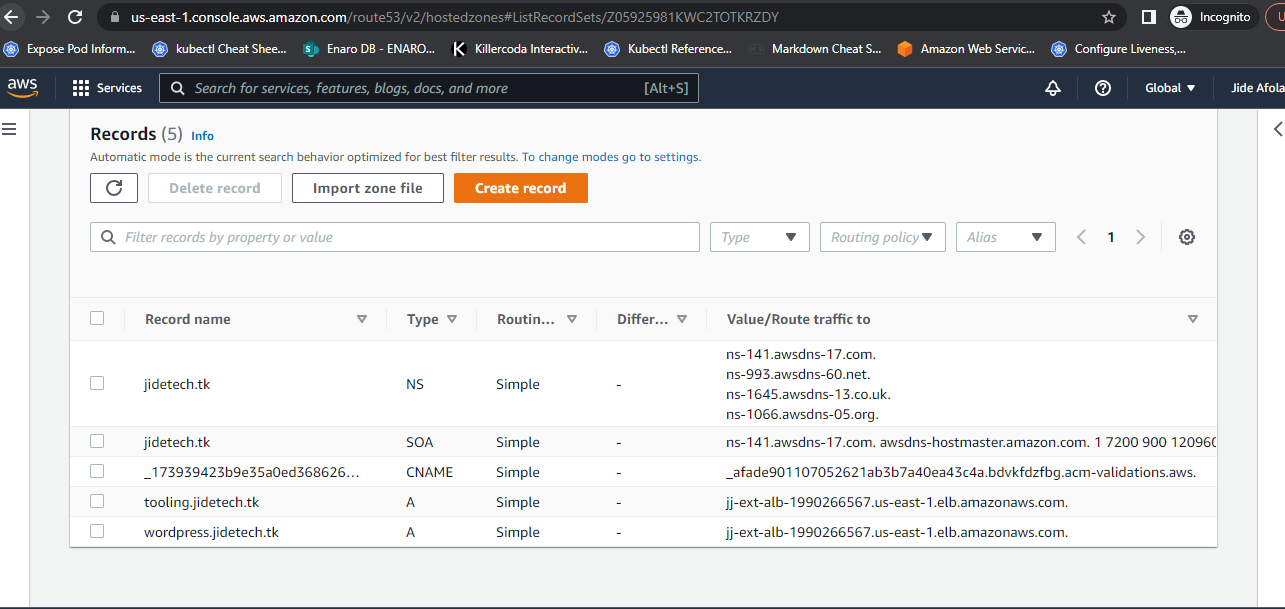 us-east-1.console.aws.amazon.com/route53/v2/hostedzones#ListRecordSets/Z05925981KWC2TOTKRZDY Incognito
Expose Pod Inform... kubectl Cheat Shee... Enaro DB - ENARO... Killercoda Interactiv... Kubectl Reference... Markdown Cheat S... Amazon Web Servic... Configure Liveness,...
aws Services Search for services, features, blogs, docs, and more [Alt+S] Global Jide Afola
Records (5) Info
Automatic mode is the current search behavior optimized for best filter results. To change modes go to settings.
Delete record Import zone file Create record
Filter records by property or value Type Routing policy Alias 1
Record name Type Routin... Differ... Value/Route traffic to
ns-141.awsdns-17.com.
ns-993.awsdns-60.net.
jidetech.tk NS Simple -
ns-1645.awsdns-13.co.uk.
ns-1066.awsdns-05.org.
jidetech.tk SOA Simple - ns-141.awsdns-17.com. awsdns-hostmaster.amazon.com. 1 7200 900 120960
_173939423b9e35a0ed368626... CNAME Simple - _afade901107052621ab3b7a40ea43c4a.bdvkfdzfbg.acm-validations.aws.
tooling.jidetech.tk A Simple - jj-ext-alb-1990266567.us-east-1.elb.amazonaws.com.
wordpress.jidetech.tk A Simple - jj-ext-alb-1990266567.us-east-1.elb.amazonaws.com.